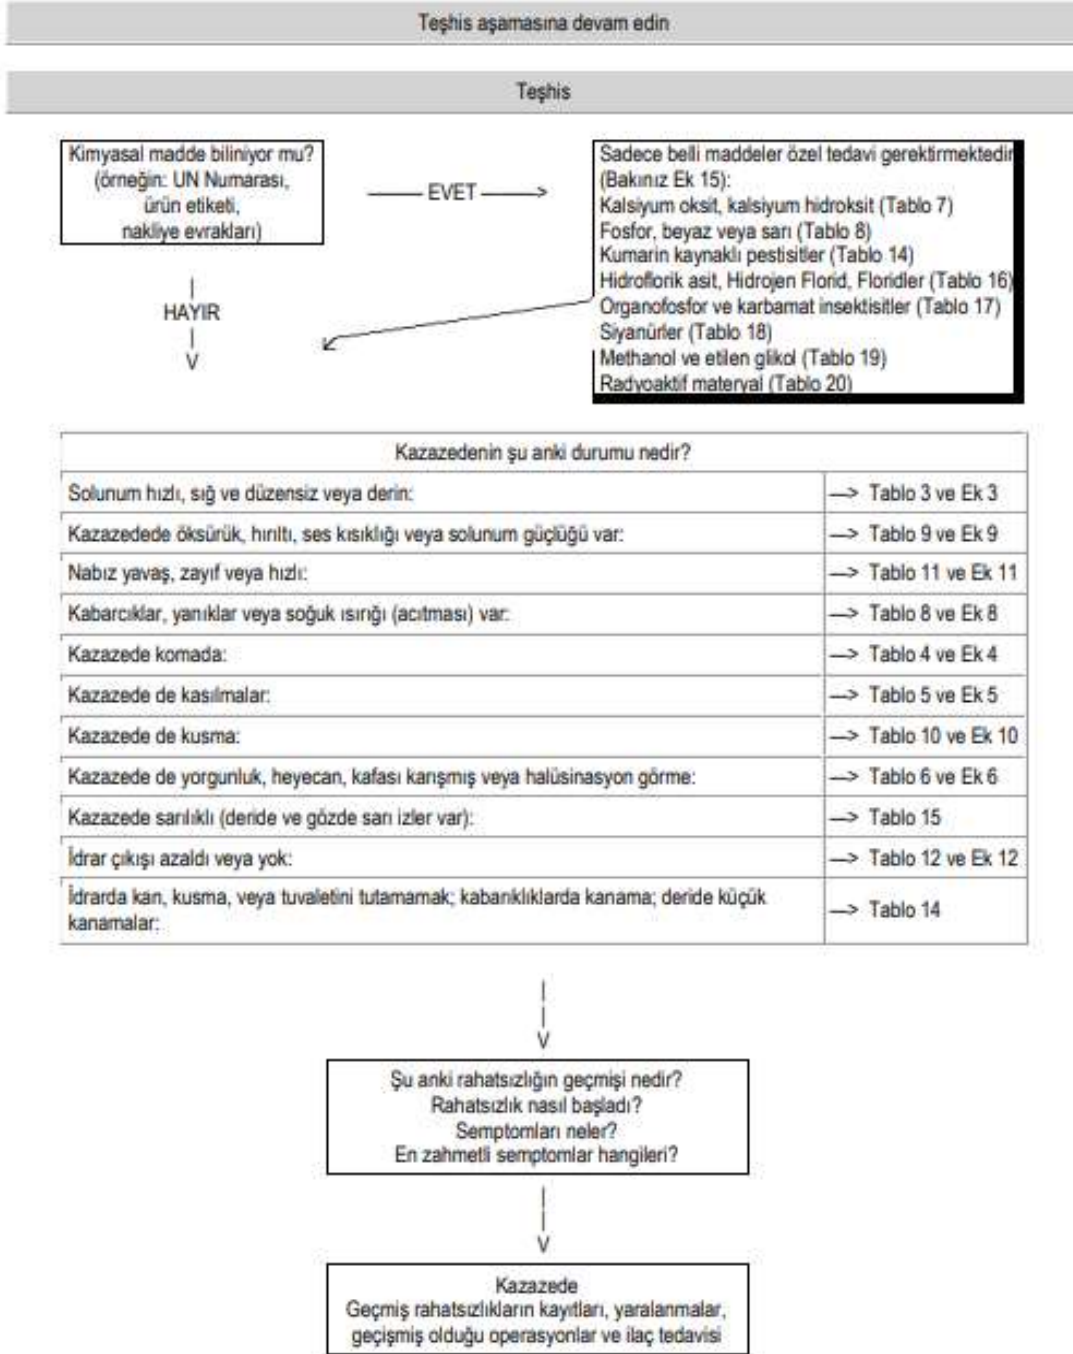 Teşhis aşamasına devam edin
Teşhis
Kimyasal madde biliniyor mu?
(örneğin: UN Numarası,
ürün etiketi,
nakliye evrakları)
EVET
Sadece belli maddeler özel tedavi gerektirmektedir
(Bakınız Ek 15):
Kalsiyum oksit, kalsiyum hidroksit (Tablo 7)
Fosfor, beyaz veya sarı (Tablo 8)
Kumarin kaynaklı pestisitler (Tablo 14)
Hidroflorik asit, Hidrojen Florid, Floridler (Tablo 16)
Organofosfor ve karbamat insektisitler (Tablo 17)
Siyanürler (Tablo 18)
Methanol ve etilen glikol (Tablo 19)
Radyoaktif materyal (Tablo 20)
HAYIR
V
Kazazedenin şu anki durumu nedir?
Solunum hızlı, sığ ve düzensiz veya derin: —> Tablo 3 ve Ek 3
Kazazedede öksürük, hırıltı, ses kısıklığı veya solunum güçlüğü var: —> Tablo 9 ve Ek 9
Nabız yavaş, zayıf veya hızlı: —> Tablo 11 ve Ek 11
Kabarcıklar, yanıklar veya soğuk ısırığı (acıtması) var: —> Tablo 8 ve Ek 8
Kazazede komada: —> Tablo 4 ve Ek 4
Kazazede de kasılmalar: —> Tablo 5 ve Ek 5
Kazazede de kusma: —> Tablo 10 ve Ek 10
Kazazede de yorgunluk, heyecan, kafası karışmış veya halüsinasyon görme: —> Tablo 6 ve Ek 6
Kazazede sarılıklı (deride ve gözde sarı izler var): —> Tablo 15
İdrar çıkışı azaldı veya yok: —> Tablo 12 ve Ek 12
İdrarda kan, kusma, veya tuvaletini tutamamak; kabarıklıklarda kanama; deride küçük
kanamalar: —> Tablo 14
V
Şu anki rahatsızlığın geçmişi nedir?
Rahatsızlık nasıl başladı?
Semptomları neler?
En zahmetli semptomlar hangileri?
V
Kazazede
Geçmiş rahatsızlıkların kayıtları, yaralanmalar,
geçişmiş olduğu operasyonlar ve ilaç tedavisi